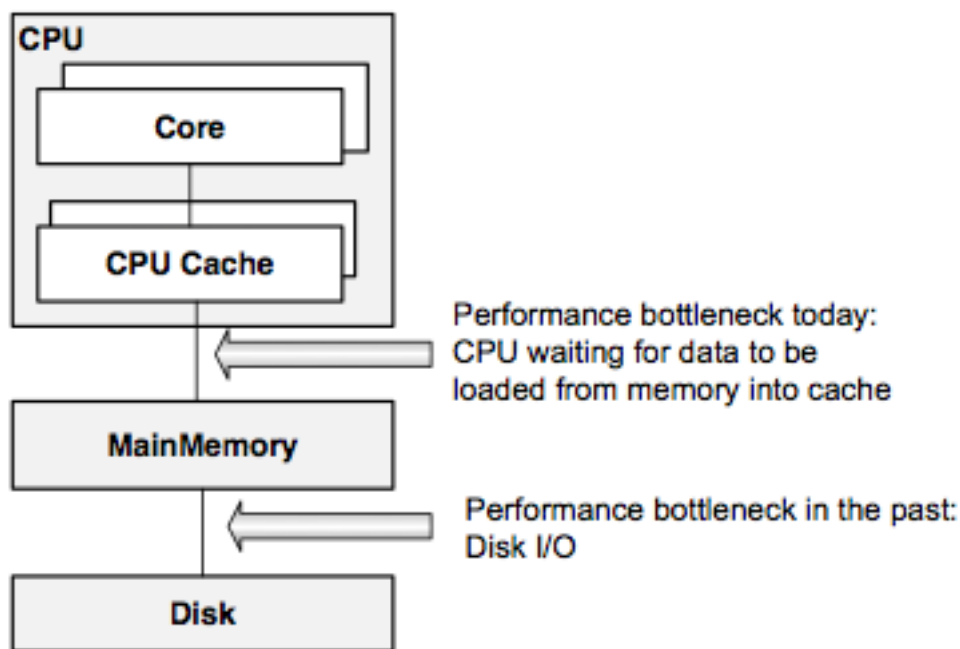 CPU
Core
CPU Cache
Performance bottleneck today:
CPU waiting for data to be
loaded from memory into cache
MainMemory
Performance bottleneck in the past:
Disk I/O
Disk